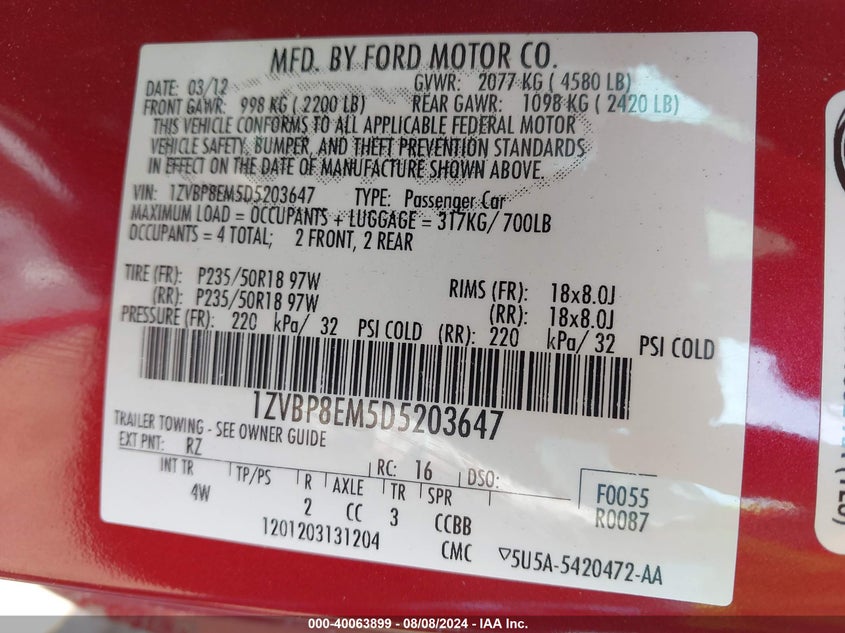 MFD. BY FORD MOTOR CO.
DATE: 03/12 GVWR: 2077 KG ( 4580 LB)
FRONT GAWR: 998 KG ( 2200 LB) REAR GAWR: 1098 KG ( 2420 LB)
THIS VEHICLE CONFORMS TO ALL APPLICABLE FEDERAL MOTOR
VEHICLE SAFETY, BUMPER, AND THEFT PREVENTION STANDARDS
IN EFFECT ON THE DATE OF MANUFACTURE SHOWN ABOVE.
VIN: 1ZVBP8EM5D5203647 TYPE: Passenger Car
MAXIMUM LOAD = OCCUPANTS + LUGGAGE = 317KG/ 700LB
OCCUPANTS = 4 TOTAL; 2 FRONT, 2 REAR
TIRE (FR): P235/50R18 97W RIMS (FR): 18x8.0J
(RR): P235/50R18 97W (RR): 18x8.0J
PRESSURE (FR): 220 kPa/ 32 PSI COLD (RR): 220 kPa/ 32 PSI COLD
1ZVBP8EM5D5203647
TRAILER TOWING - SEE OWNER GUIDE
EXT PNT: RZ RC: 16 DSO:
INT TR TP/PS R AXLE TR SPR F0055
4W 2 CC 3 CCBB R0087
1201203131204 CMC ▽5U5A-5420472-AA
000-40063899 - 08/08/2024 - IAA Inc.